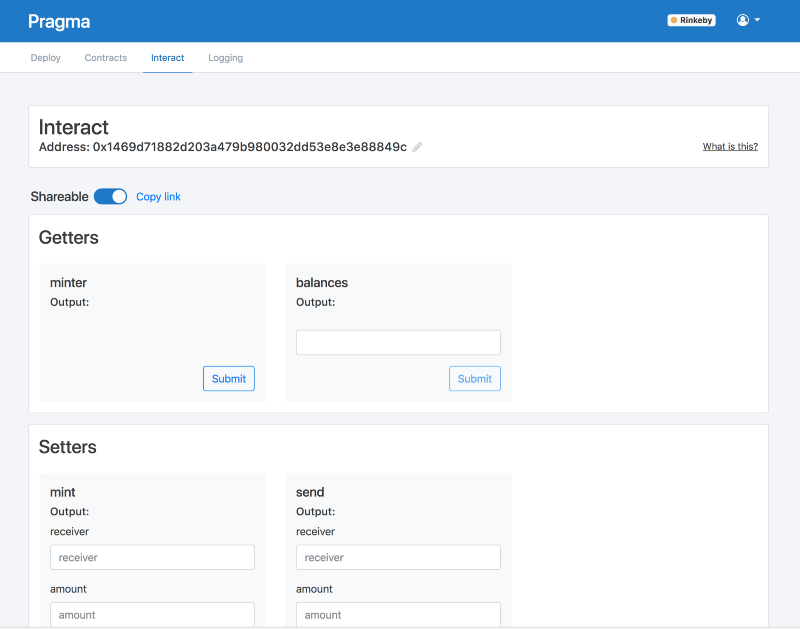 Pragma
Rinkeby
Deploy Contracts Interact Logging
Interact
Address: 0x1469d71882d203a479b980032dd53e8e3e88849c
What is this?
Shareable Copy link
Getters
minter balances
Output: Output:
Submit Submit
Setters
mint send
Output: Output:
receiver receiver
receiver receiver
amount amount
amount amount